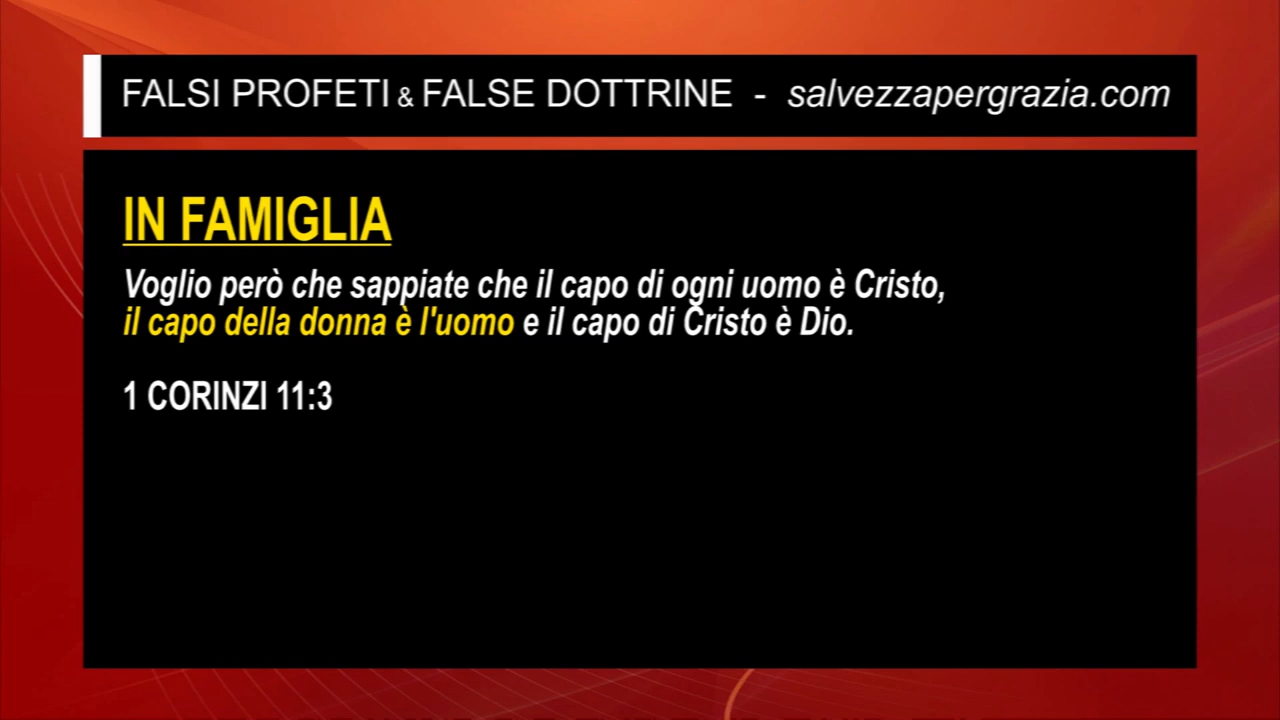 FALSI PROFETI & FALSE DOTTRINE - salvezzapergrazia.com
IN FAMIGLIA
Voglio però che sappiate che il capo di ogni uomo è Cristo,
il capo della donna è l'uomo e il capo di Cristo è Dio.
1 CORINZI 11:3